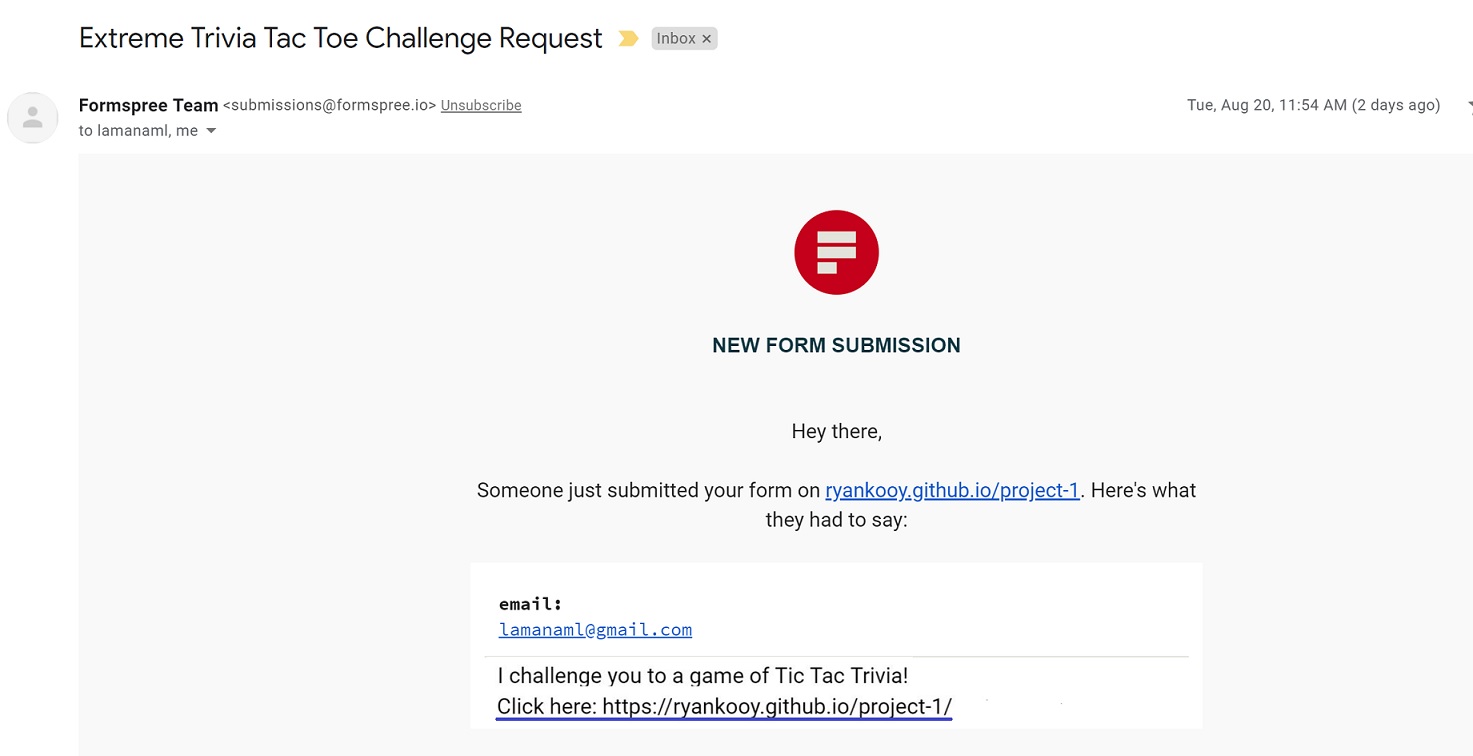 Extreme Trivia Tac Toe Challenge Request Inbox ×
Formspree Team <submissions@formspree.io> Unsubscribe Tue, Aug 20, 11:54 AM (2 days ago)
to lamanaml, me
NEW FORM SUBMISSION
Hey there,
Someone just submitted your form on ryankooy.github.io/project-1. Here's what
they had to say:
email:
lamanaml@gmail.com
I challenge you to a game of Tic Tac Trivia!
Click here: https://ryankooy.github.io/project-1/